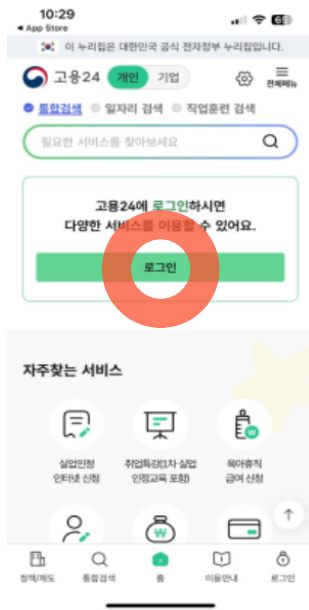 10:29
69
◀ App Store
이 누리집은 대한민국 공식 전자정부 누리집입니다.
고용24 개인 기업
전체메뉴
통합검색 일자리 검색 직업훈련 검색
필요한 서비스를 찾아보세요
고용24에 로그인하시면
다양한 서비스를 이용할 수 있어요.
로그인
자주찾는 서비스
실업인정
인터넷 신청
취업특강(1차 실업
인정교육 포함)
육아휴직
급여 신청
정책/제도
통합검색
홈
이용안내
로그인